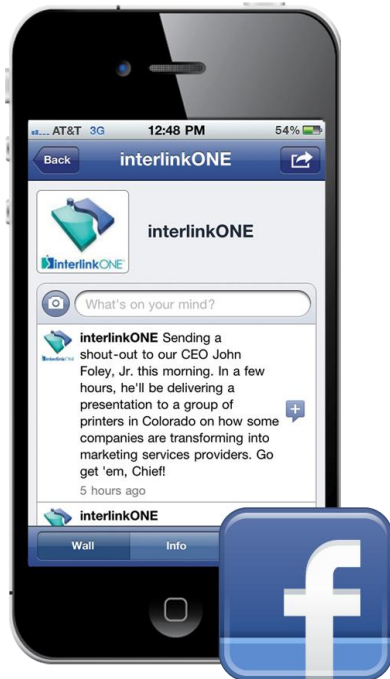 AT&T 3G 12:48 PM 54%
Back interlinkONE
interlinkONE
interlinkONE
What's on your mind?
interlinkONE Sending a
shout-out to our CEO John
Foley, Jr. this morning. In a few
hours, he'll be delivering a
presentation to a group of
printers in Colorado on how some
companies are transforming into
marketing services providers. Go
get 'em, Chief!
5 hours ago
interlinkONE
Wall Info
f